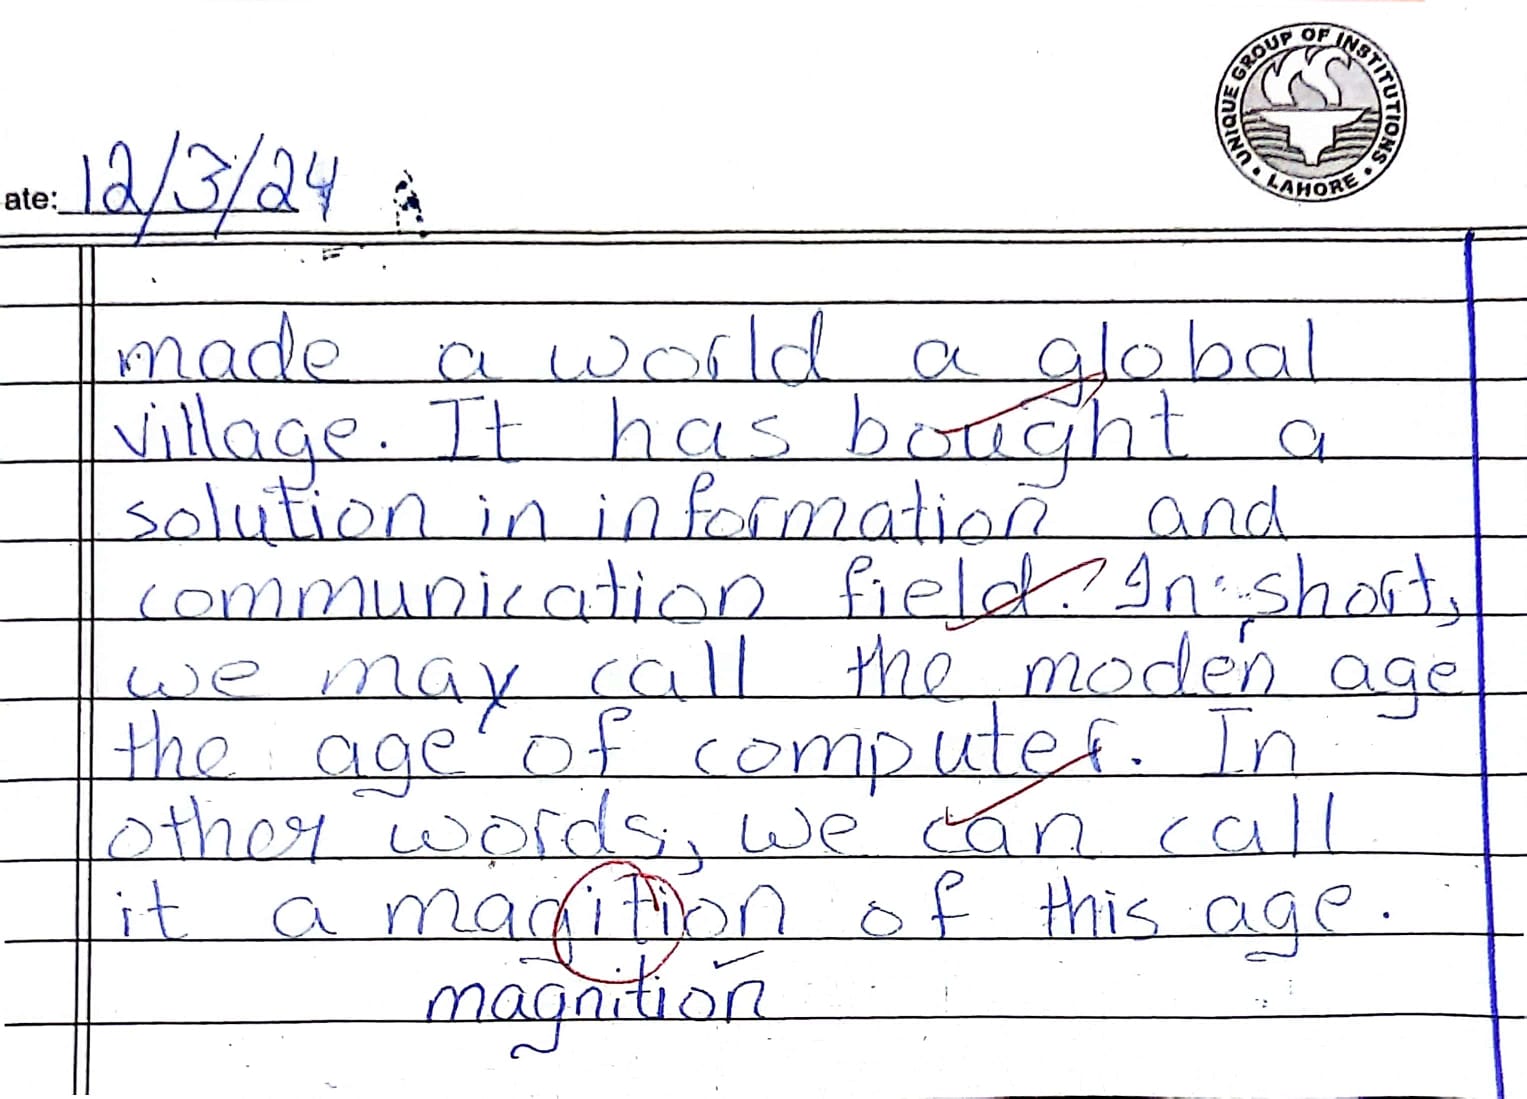 UNIQUE GROUP OF INSTITUTIONS • LAHORE •
ate: 12/3/24
made a world a global
village. It has bought a
solution in information and
communication field. In short,
we may call the modern age
the age of computer. In
other words, we can call
it a magition of this age.
magnition